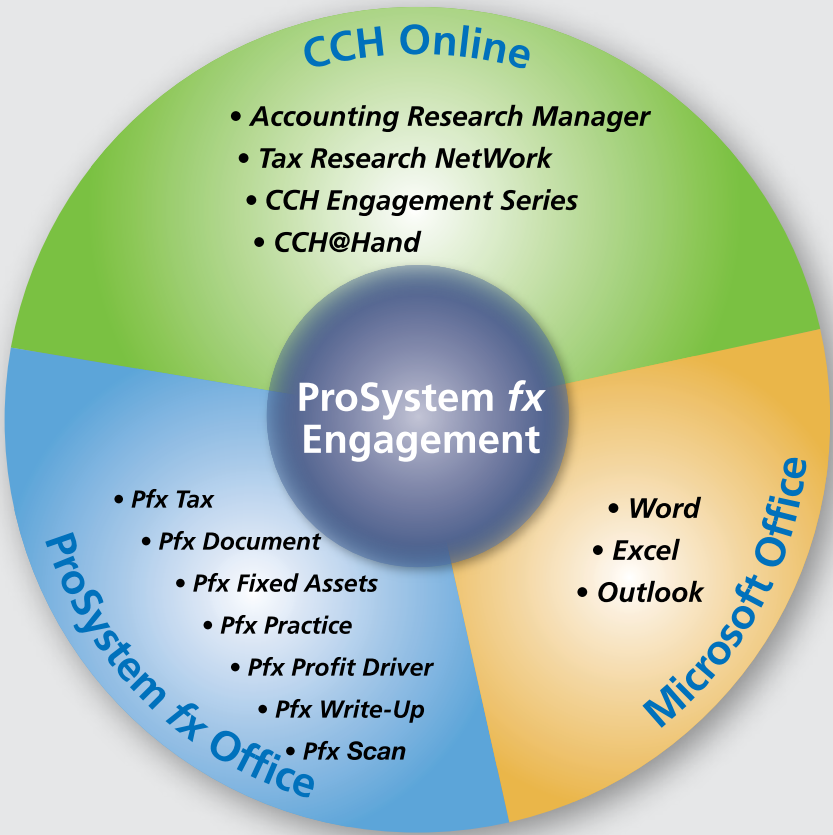 CCH Online
• Accounting Research Manager
• Tax Research NetWork
• CCH Engagement Series
• CCH@Hand
ProSystem fx
Engagement
• Pfx Tax
• Pfx Document
• Pfx Fixed Assets
• Pfx Practice
• Pfx Profit Driver
• Pfx Write-Up
• Pfx Scan
ProSystem fx Office
• Word
• Excel
• Outlook
Microsoft Office